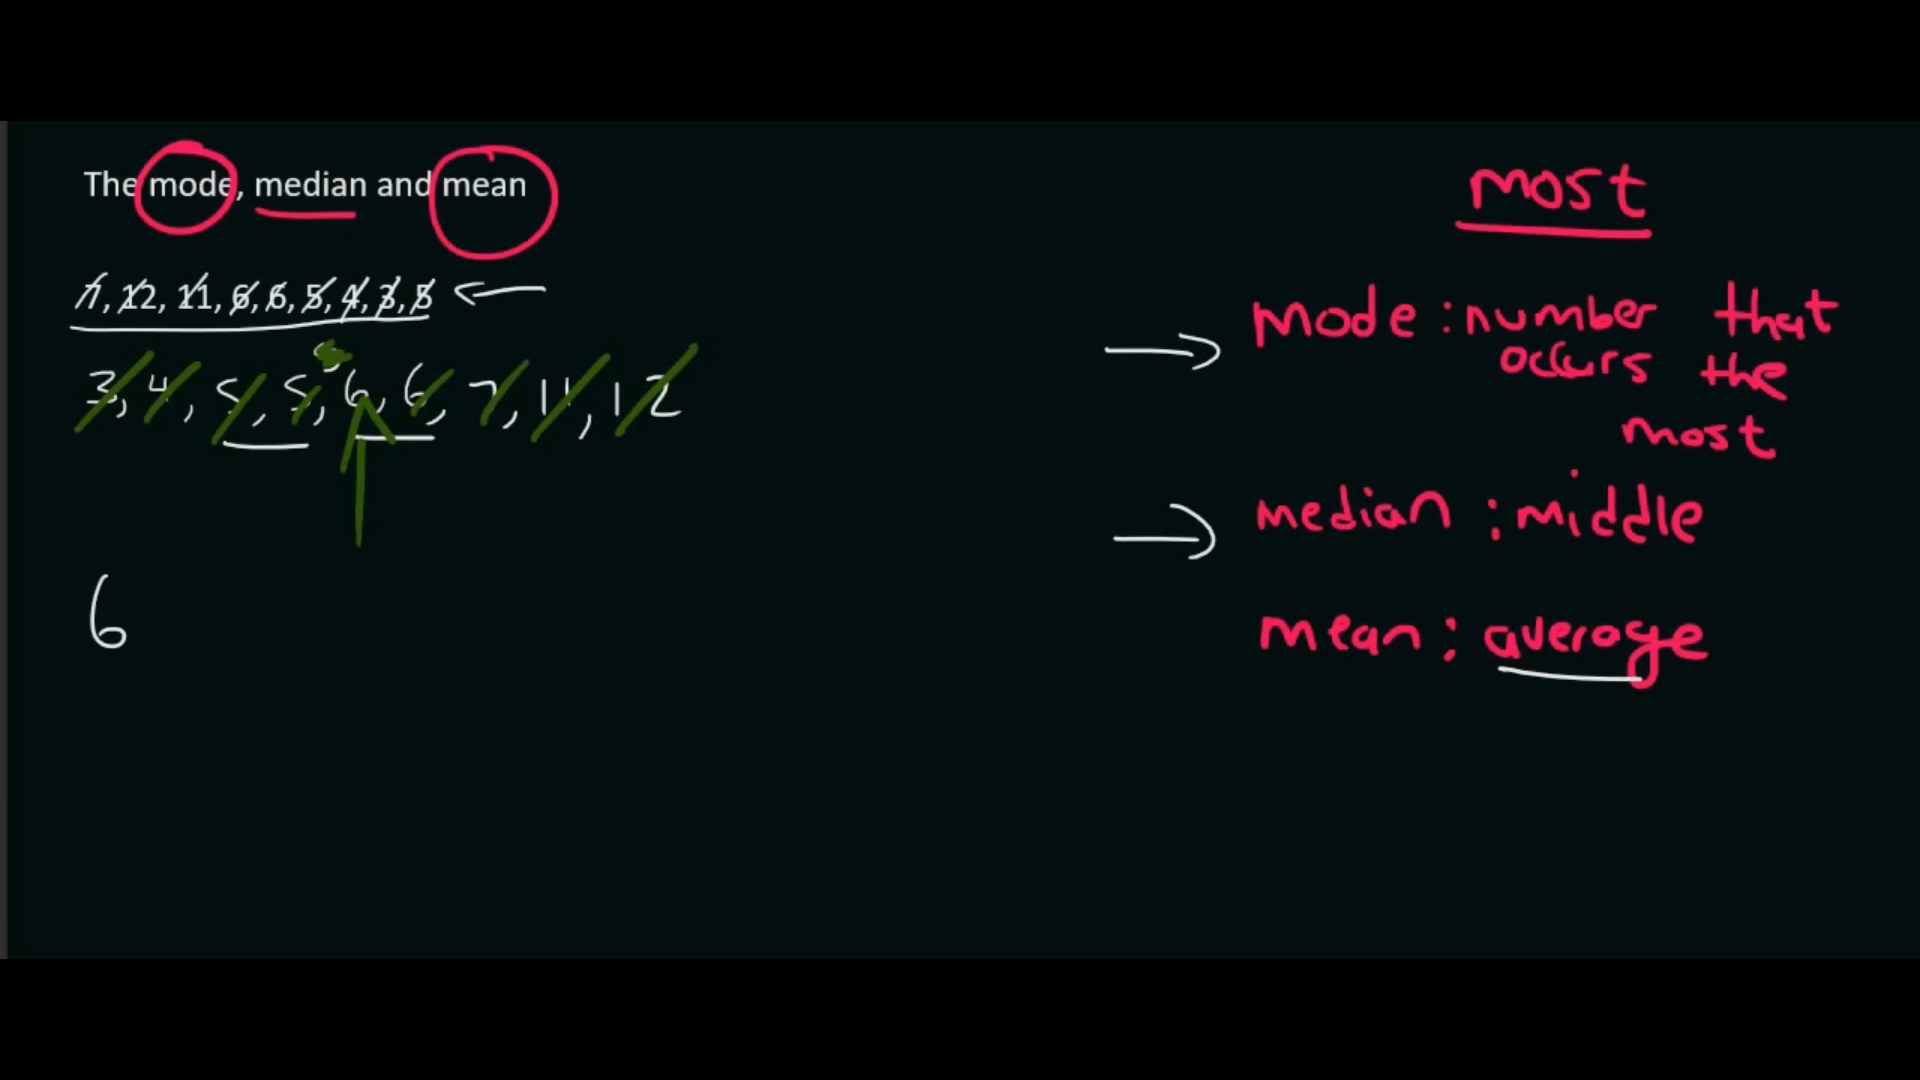 The mode, median and mean
7, 12, 11, 6, 6, 5, 4, 3, 5
3, 4, 5, 5, 6, 6, 7, 11, 12
6
most
mode : number that
occurs the
most
median : middle
mean : average